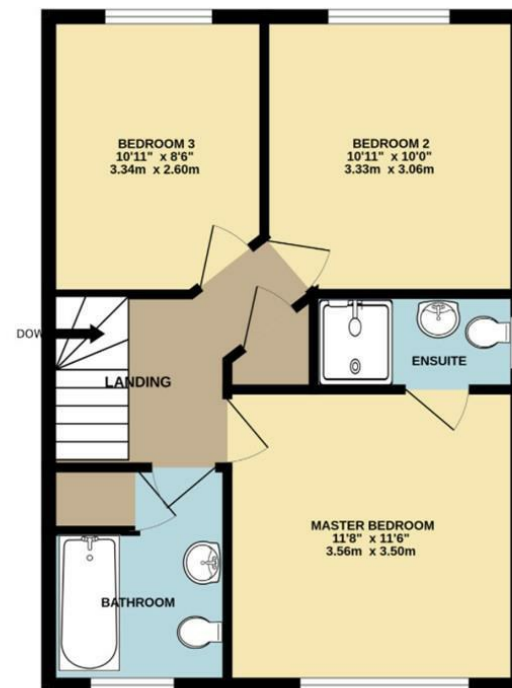 BEDROOM 3
10'11" x 8'6"
3.34m x 2.60m
BEDROOM 2
10'11" x 10'0"
3.33m x 3.06m
DOW
ENSUITE
LANDING
MASTER BEDROOM
11'8" x 11'6"
3.56m x 3.50m
BATHROOM